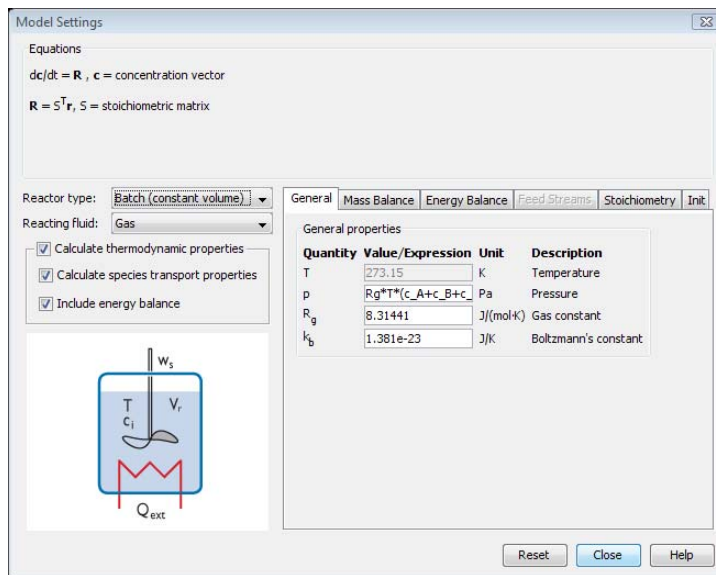 Model Settings
Equations
dc/dt = R , c = concentration vector
R = Sᵀr, S = stoichiometric matrix
Reactor type: Batch (constant volume)
Reacting fluid: Gas
Calculate thermodynamic properties
Calculate species transport properties
Include energy balance
General Mass Balance Energy Balance Feed Streams Stoichiometry Init
General properties
Quantity Value/Expression Unit Description
T 273.15 K Temperature
p Rg*T*(c_A+c_B+c_ Pa Pressure
Rg 8.31441 J/(mol·K) Gas constant
kb 1.381e-23 J/K Boltzmann's constant
ws
T Vr
ci
Qext
Reset Close Help